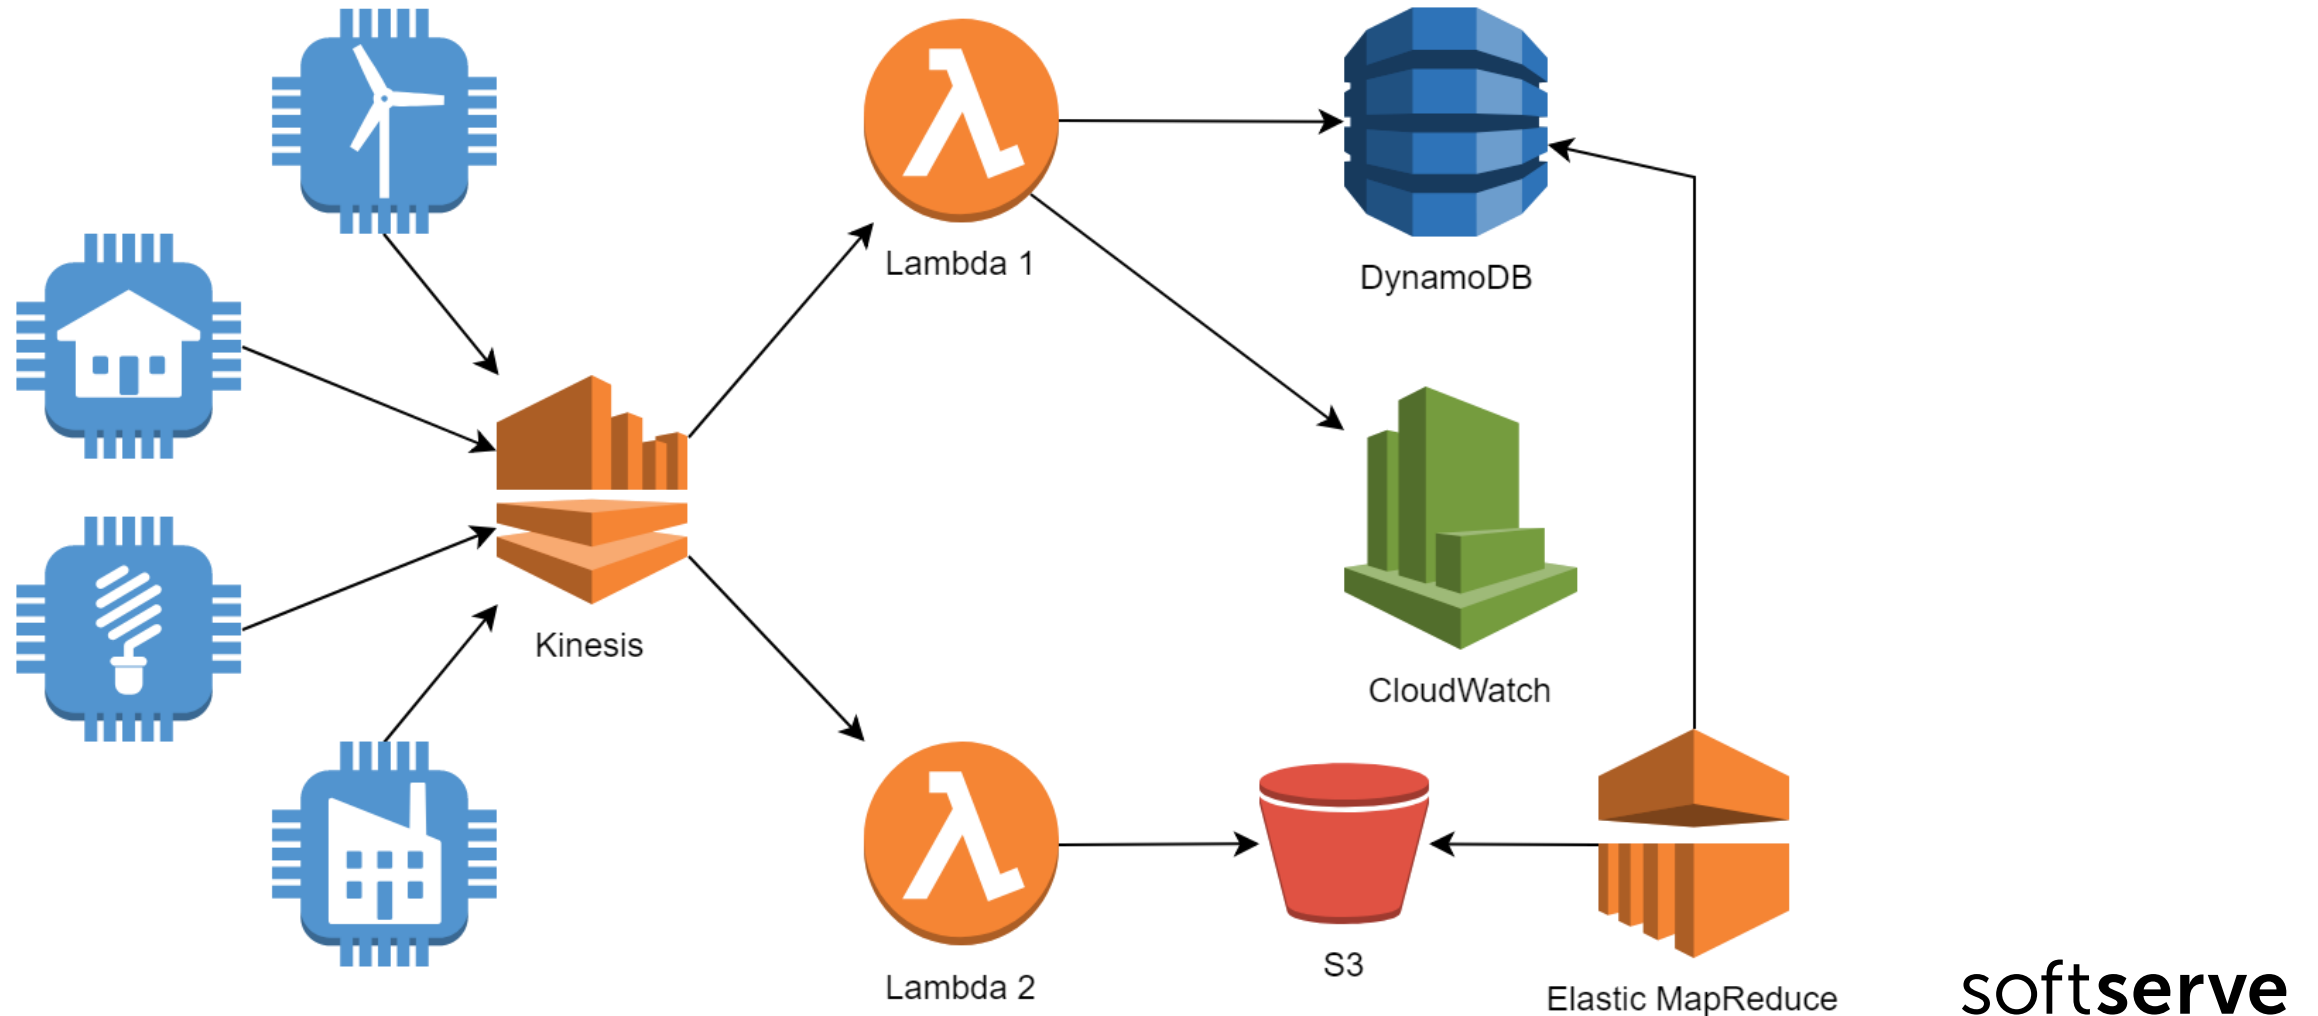 Lambda 1
DynamoDB
Kinesis
CloudWatch
Lambda 2
S3
Elastic MapReduce
softserve